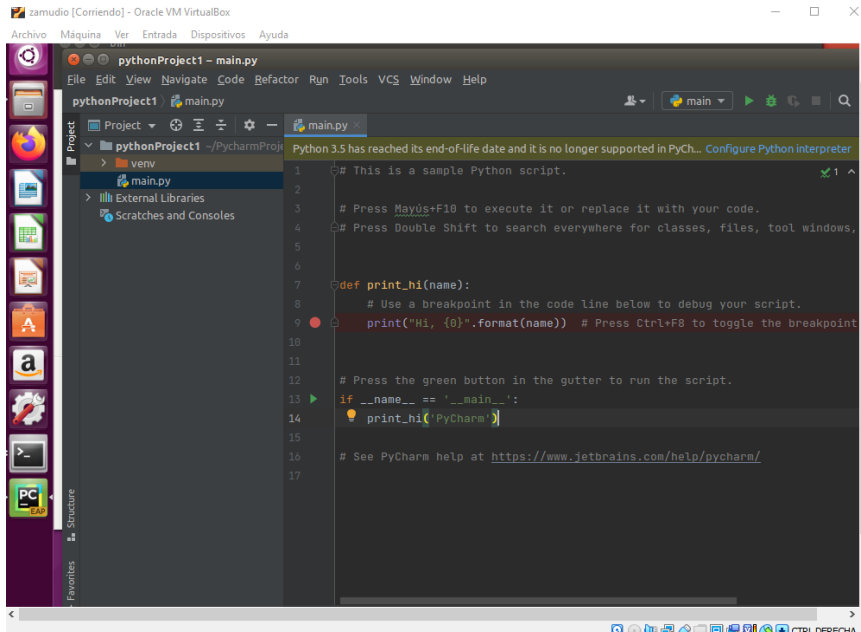 zamudio [Corriendo] - Oracle VM VirtualBox
Archivo Máquina Ver Entrada Dispositivos Ayuda
pythonProject1 – main.py
File Edit View Navigate Code Refactor Run Tools VCS Window Help
pythonProject1 main.py main
Project main.py
Project
pythonProject1 ~/PycharmProje
venv
main.py
External Libraries
Scratches and Consoles
Structure
Favorites
Python 3.5 has reached its end-of-life date and it is no longer supported in PyCh... Configure Python interpreter
1 # This is a sample Python script. 1
2
3 # Press Mayús+F10 to execute it or replace it with your code.
4 # Press Double Shift to search everywhere for classes, files, tool windows,
5
6
7 def print_hi(name):
8 # Use a breakpoint in the code line below to debug your script.
9 print("Hi, {0}".format(name)) # Press Ctrl+F8 to toggle the breakpoint
10
11
12 # Press the green button in the gutter to run the script.
13 if __name__ == '__main__':
14 print_hi('PyCharm')
15
16 # See PyCharm help at https://www.jetbrains.com/help/pycharm/
17
PC
EAP
CTRL DERECHA